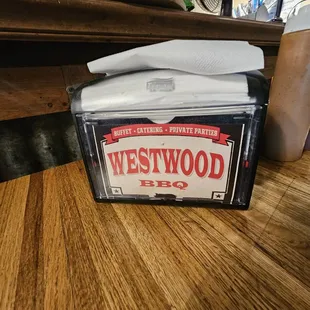 BUFFET • CATERING • PRIVATE PARTIES
WESTWOOD
BBQ